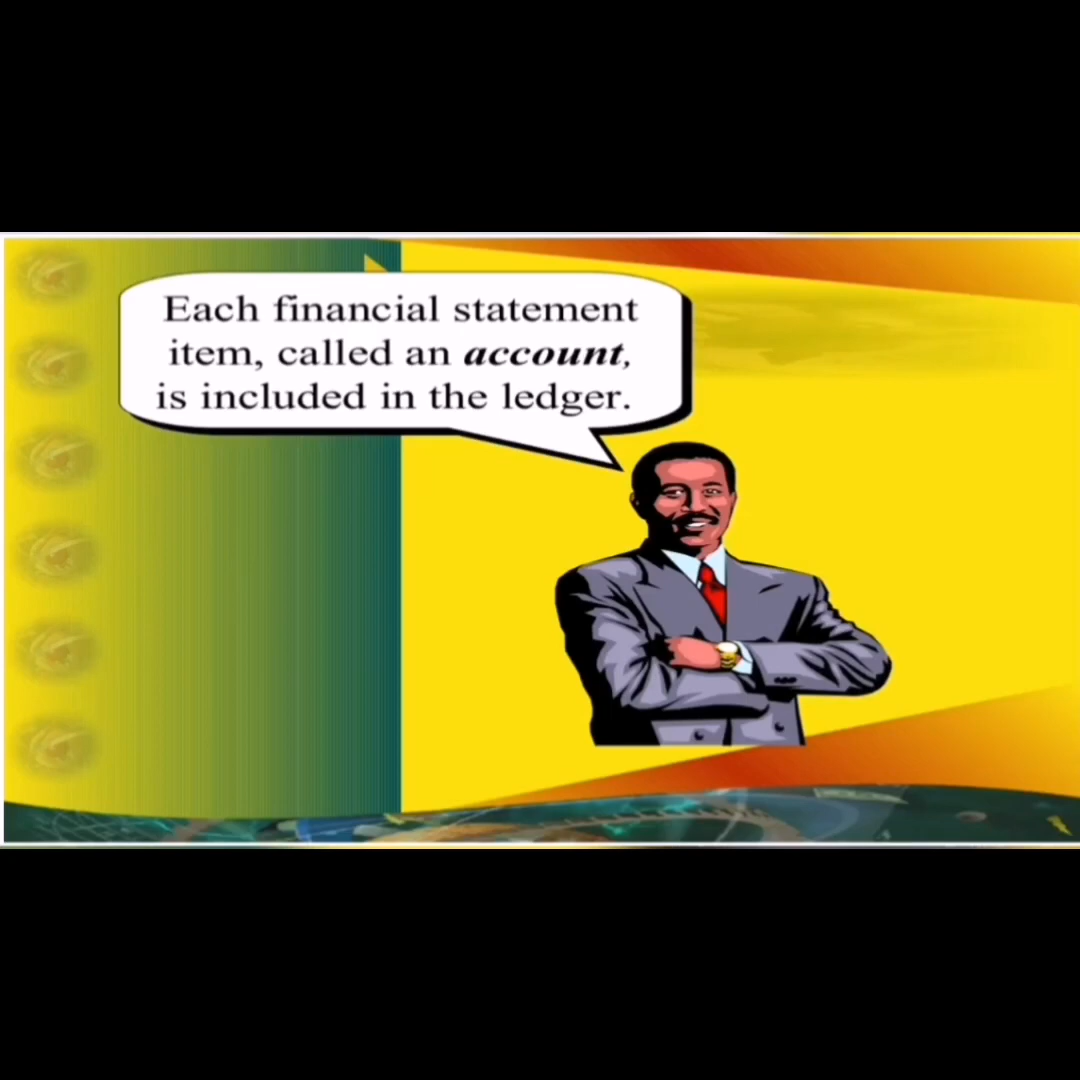 Each financial statement
item, called an account,
is included in the ledger.